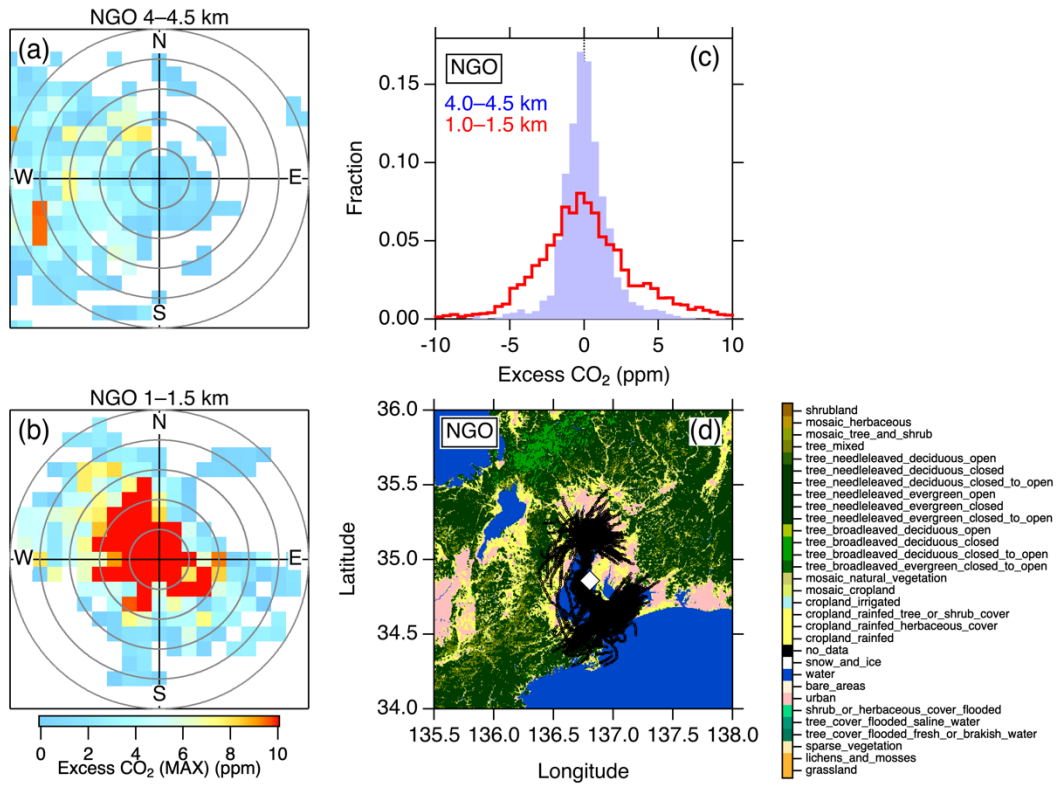 NGO 4–4.5 km
(a)
N
W
E
S
(c)
NGO
4.0–4.5 km
1.0–1.5 km
Fraction
0.15
0.10
0.05
0.00
-10
-5
0
5
10
Excess CO₂ (ppm)
NGO 1–1.5 km
(b)
N
W
E
S
0
2
4
6
8
10
Excess CO₂ (MAX) (ppm)
NGO
(d)
Latitude
36.0
35.5
35.0
34.5
34.0
135.5
136.0
136.5
137.0
137.5
138.0
Longitude
shrubland
mosaic_herbaceous
mosaic_tree_and_shrub
tree_mixed
tree_needleleaved_deciduous_open
tree_needleleaved_deciduous_closed
tree_needleleaved_deciduous_closed_to_open
tree_needleleaved_evergreen_open
tree_needleleaved_evergreen_closed
tree_needleleaved_evergreen_closed_to_open
tree_broadleaved_deciduous_open
tree_broadleaved_deciduous_closed
tree_broadleaved_deciduous_closed_to_open
tree_broadleaved_evergreen_closed_to_open
mosaic_natural_vegetation
mosaic_cropland
cropland_irrigated
cropland_rainfed_tree_or_shrub_cover
cropland_rainfed_herbaceous_cover
cropland_rainfed
no_data
snow_and_ice
water
bare_areas
urban
shrub_or_herbaceous_cover_flooded
tree_cover_flooded_saline_water
tree_cover_flooded_fresh_or_brakish_water
sparse_vegetation
lichens_and_mosses
grassland